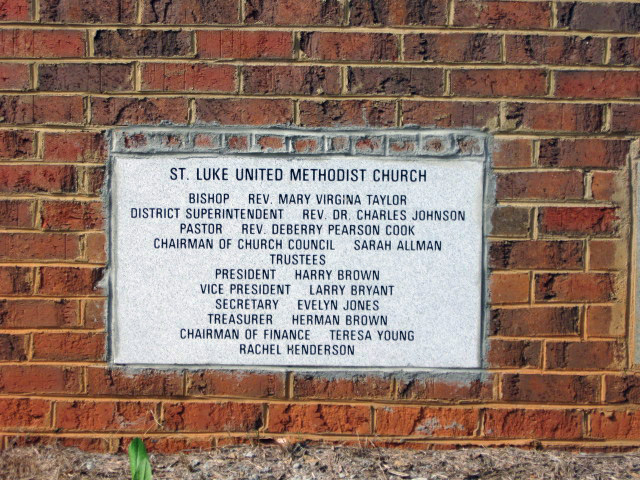 ST. LUKE UNITED METHODIST CHURCH
BISHOP REV. MARY VIRGINA TAYLOR
DISTRICT SUPERINTENDENT REV. DR. CHARLES JOHNSON
PASTOR REV. DEBERRY PEARSON COOK
CHAIRMAN OF CHURCH COUNCIL SARAH ALLMAN
TRUSTEES
PRESIDENT HARRY BROWN
VICE PRESIDENT LARRY BRYANT
SECRETARY EVELYN JONES
TREASURER HERMAN BROWN
CHAIRMAN OF FINANCE TERESA YOUNG
RACHEL HENDERSON